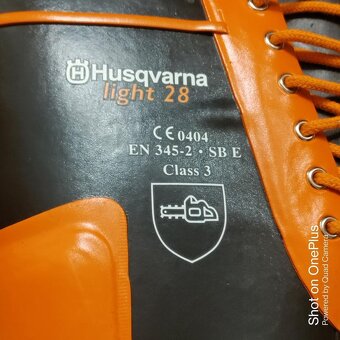 Husqvarna
light 28
CE 0404
EN 345-2 · SB E
Class 3
Shot on OnePlus
Powered by Quad Camera